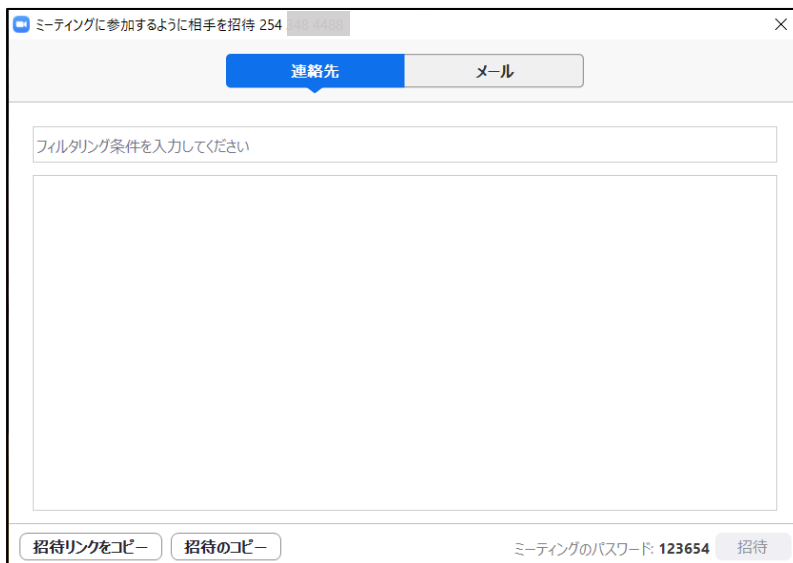 ミーティングに参加するように相手を招待 254
連絡先
メール
フィルタリング条件を入力してください
招待リンクをコピー
招待のコピー
ミーティングのパスワード: 123654
招待